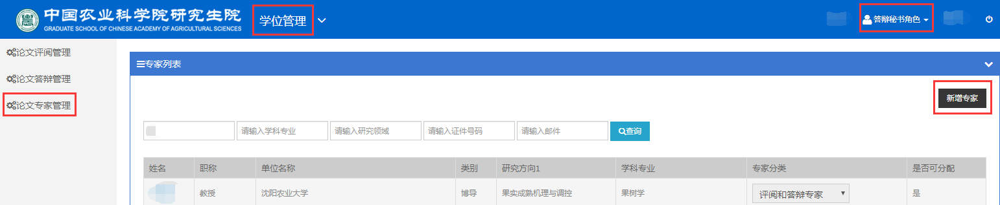 中国农业科学院研究生院
GRADUATE SCHOOL OF CHINESE ACADEMY OF AGRICULTURAL SCIENCES
学位管理
答辩秘书角色
论文评阅管理
论文答辩管理
论文专家管理
专家列表
新增专家
请输入学科专业 请输入研究领域 请输入证件号码 请输入邮件 查询
姓名 职称 单位名称 类别 研究方向1 学科专业 专家分类 是否可分配
教授 沈阳农业大学 博导 果实成熟机理与调控 果树学 评阅和答辩专家 是